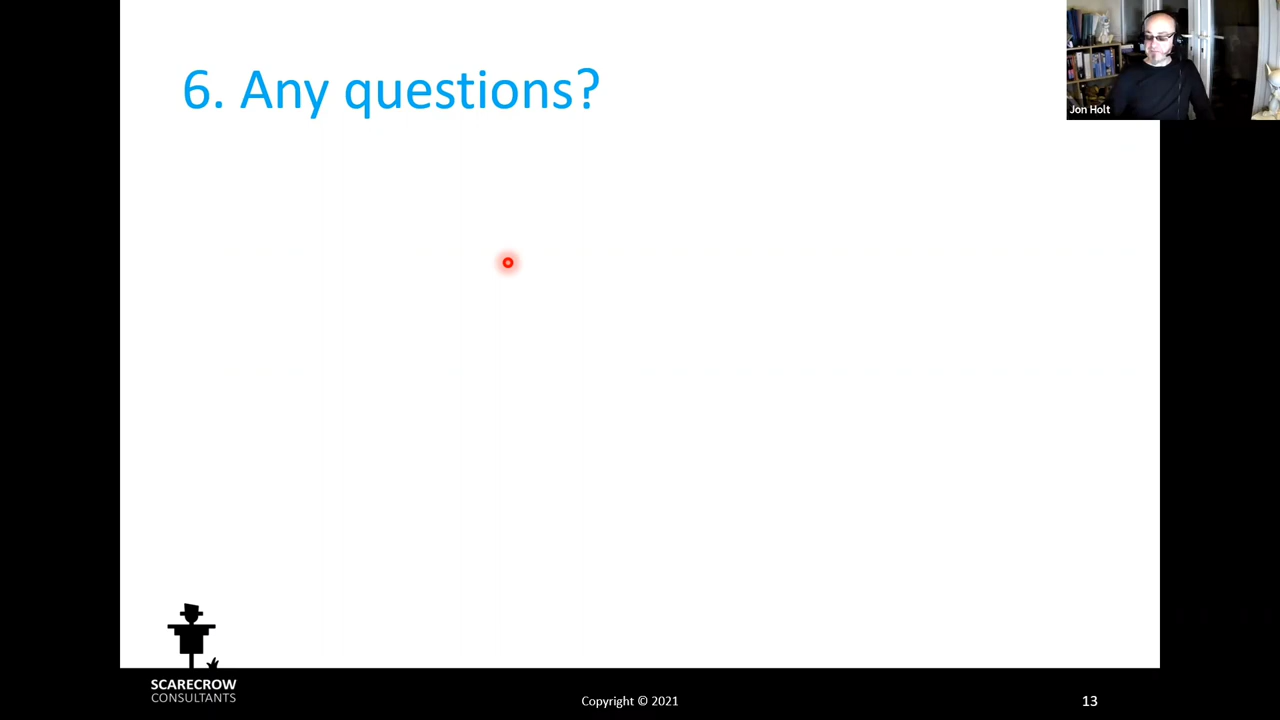 6. Any questions?
Jon Holt
SCARECROW
CONSULTANTS
Copyright © 2021
13